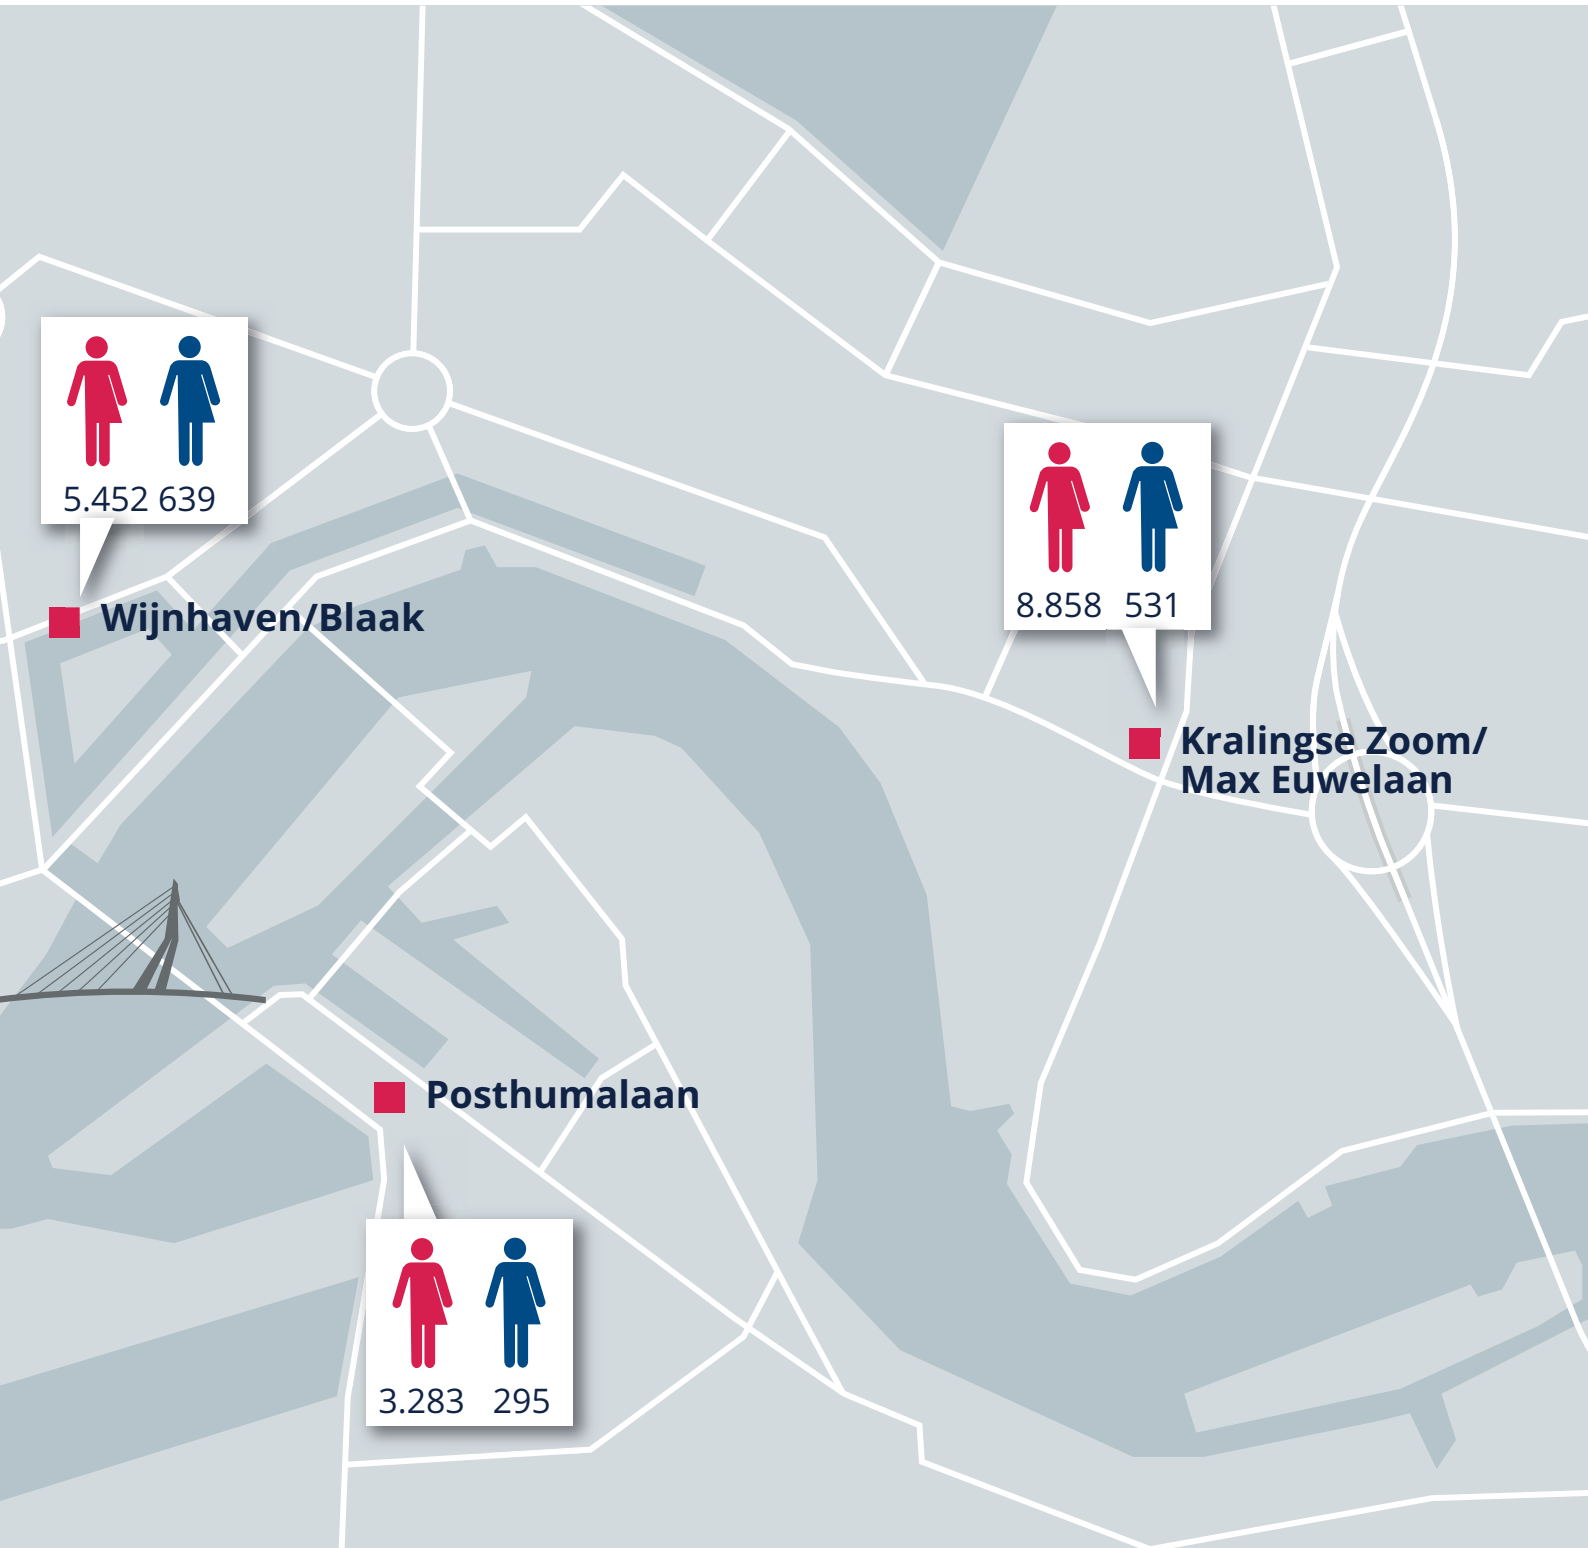 5.452 639
Wijnhaven/Blaak
8.858 531
Kralingse Zoom/
Max Euwelaan
Posthumalaan
3.283 295